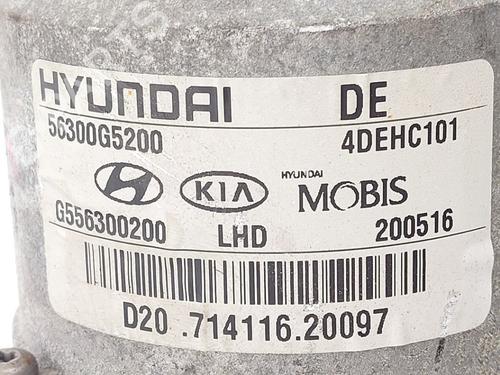 HYUNDAI DE
56300G5200 4DEHC101
KIA HYUNDAI MOBIS
G556300200 LHD 200516
D20 .714116.20097